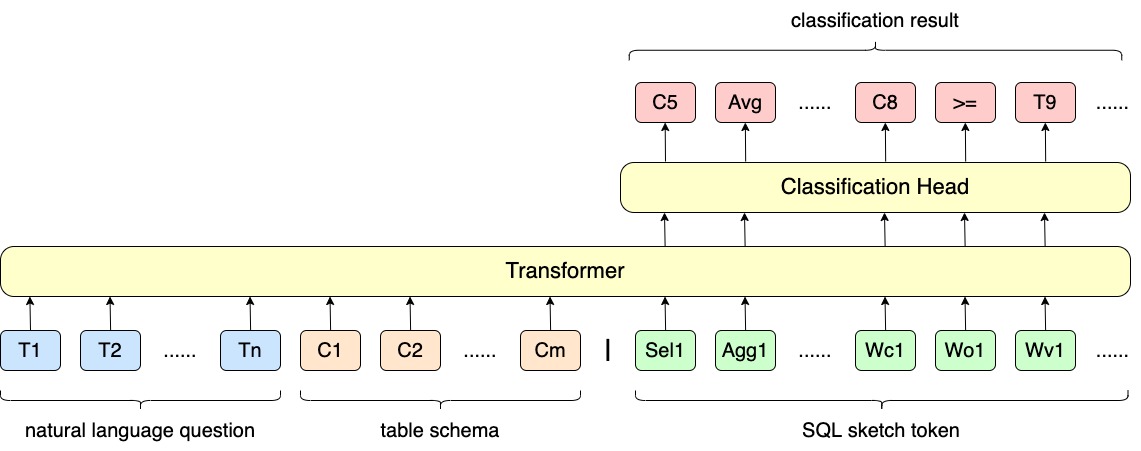 classification result
C5 Avg ...... C8 >= T9 ......
Classification Head
Transformer
T1 T2 ...... Tn C1 C2 ...... Cm | Sel1 Agg1 ...... Wc1 Wo1 Wv1 ......
natural language question table schema SQL sketch token